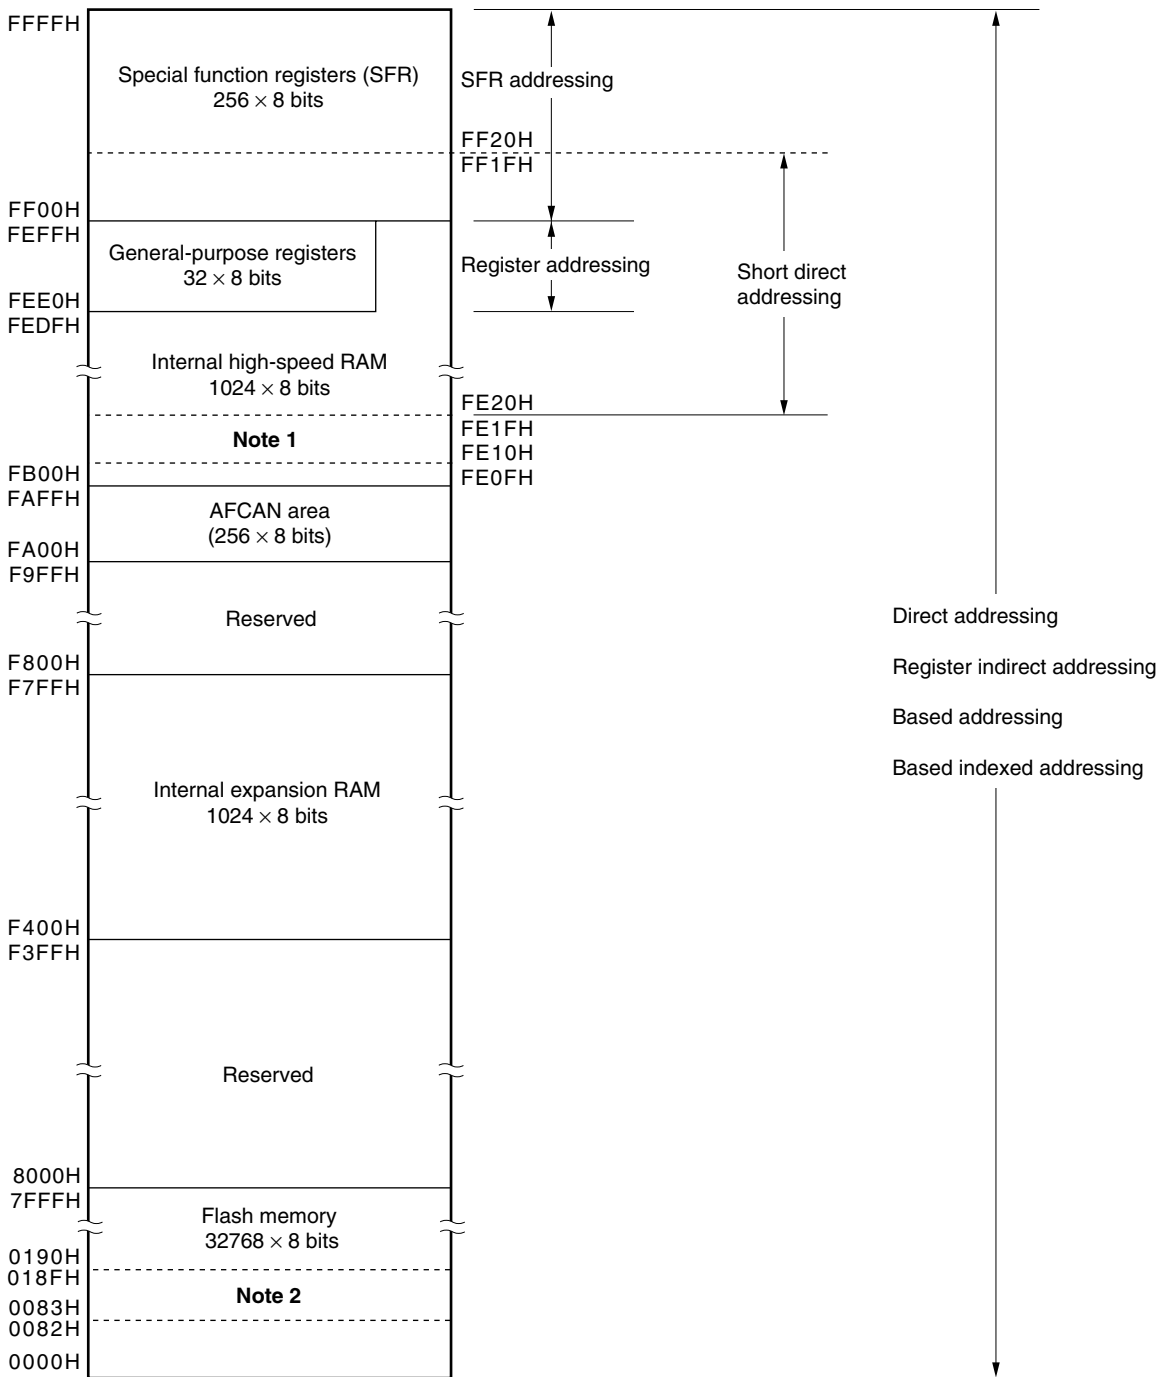 FFFFH
Special function registers (SFR)
256 × 8 bits
SFR addressing
FF20H
FF1FH
FF00H
FEFFH
General-purpose registers
32 × 8 bits
Register addressing
Short direct
addressing
FEE0H
FEDFH
Internal high-speed RAM
1024 × 8 bits
FE20H
FE1FH
Note 1
FE10H
FE0FH
FB00H
FAFFH
AFCAN area
(256 × 8 bits)
FA00H
F9FFH
Reserved
Direct addressing
F800H
F7FFH
Register indirect addressing
Based addressing
Based indexed addressing
Internal expansion RAM
1024 × 8 bits
F400H
F3FFH
Reserved
8000H
7FFFH
Flash memory
32768 × 8 bits
0190H
018FH
Note 2
0083H
0082H
0000H